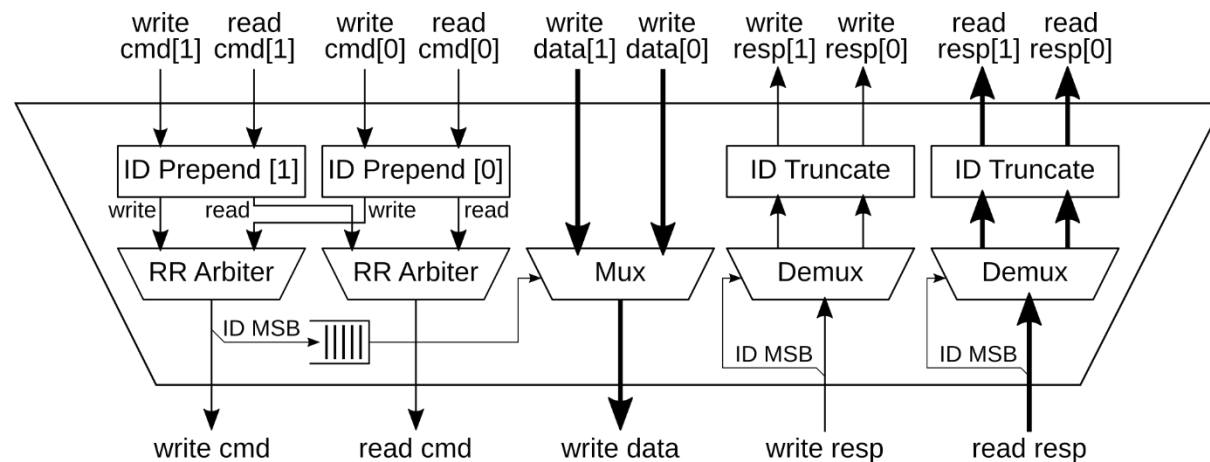 write cmd[1]
read cmd[1]
write cmd[0]
read cmd[0]
write data[1]
write data[0]
write resp[1]
write resp[0]
read resp[1]
read resp[0]
ID Prepend [1]
ID Prepend [0]
ID Truncate
ID Truncate
write
read
write
read
RR Arbiter
RR Arbiter
Mux
Demux
Demux
ID MSB
ID MSB
ID MSB
write cmd
read cmd
write data
write resp
read resp